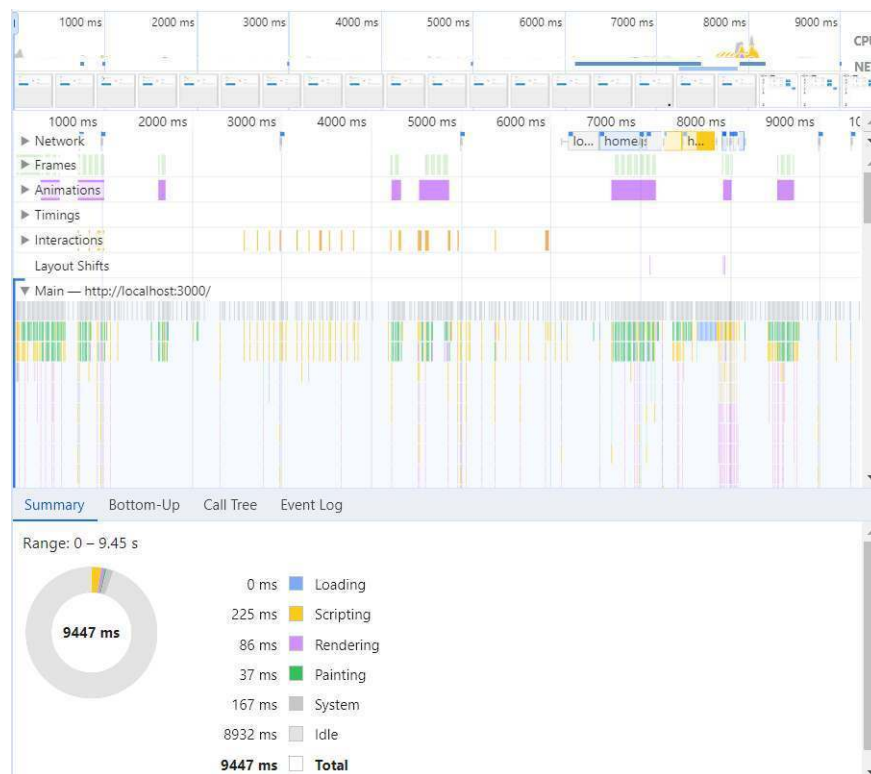 1000 ms 2000 ms 3000 ms 4000 ms 5000 ms 6000 ms 7000 ms 8000 ms 9000 ms
CPU
NE
1000 ms 2000 ms 3000 ms 4000 ms 5000 ms 6000 ms 7000 ms 8000 ms 9000 ms 10
Network lo... home h...
Frames
Animations
Timings
Interactions
Layout Shifts
Main — http://localhost:3000/
Summary Bottom-Up Call Tree Event Log
Range: 0 – 9.45 s
9447 ms
0 ms Loading
225 ms Scripting
86 ms Rendering
37 ms Painting
167 ms System
8932 ms Idle
9447 ms Total